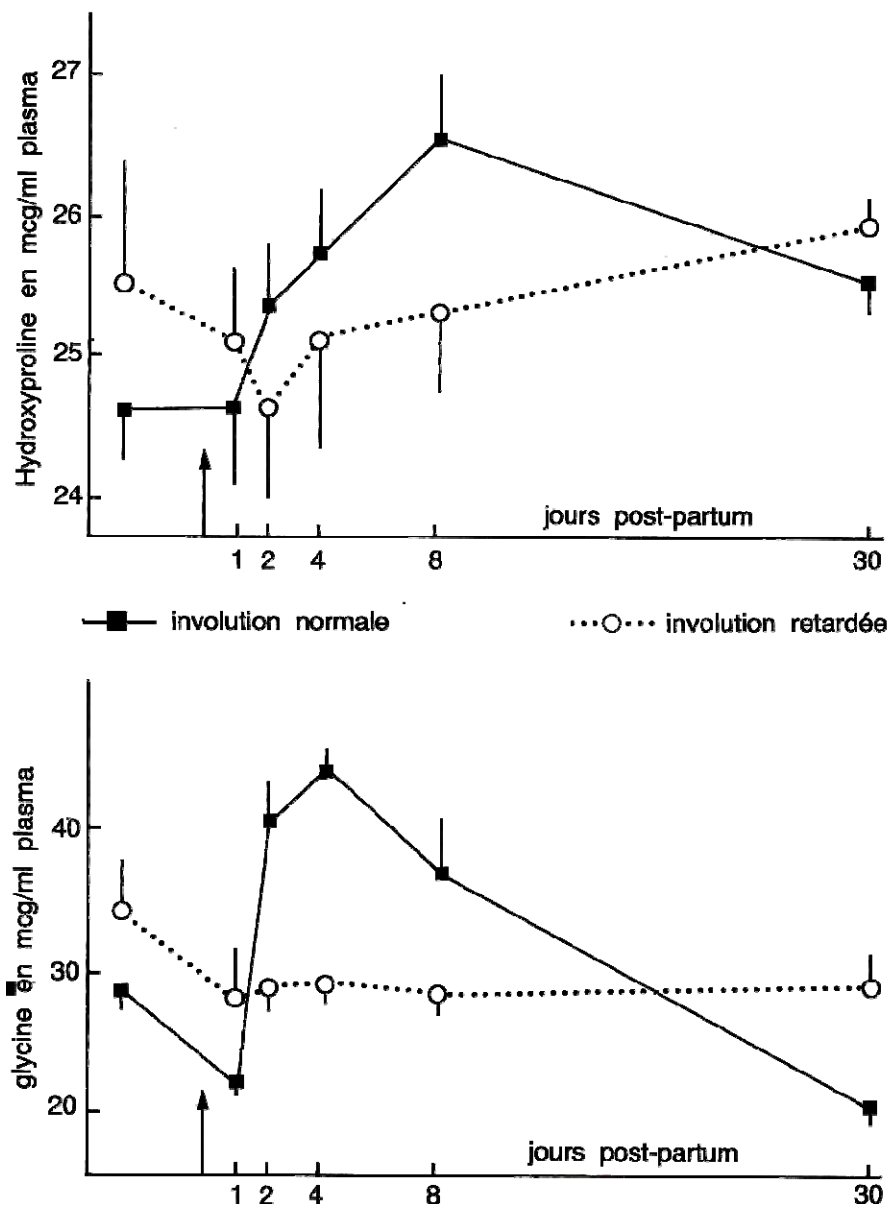 Hydroxyproline en mcg/ml plasma
27
26
25
24
jours post-partum
1 2 4 8 30
involution normale
involution retardée
glycine en mcg/ml plasma
40
30
20
jours post-partum
1 2 4 8 30